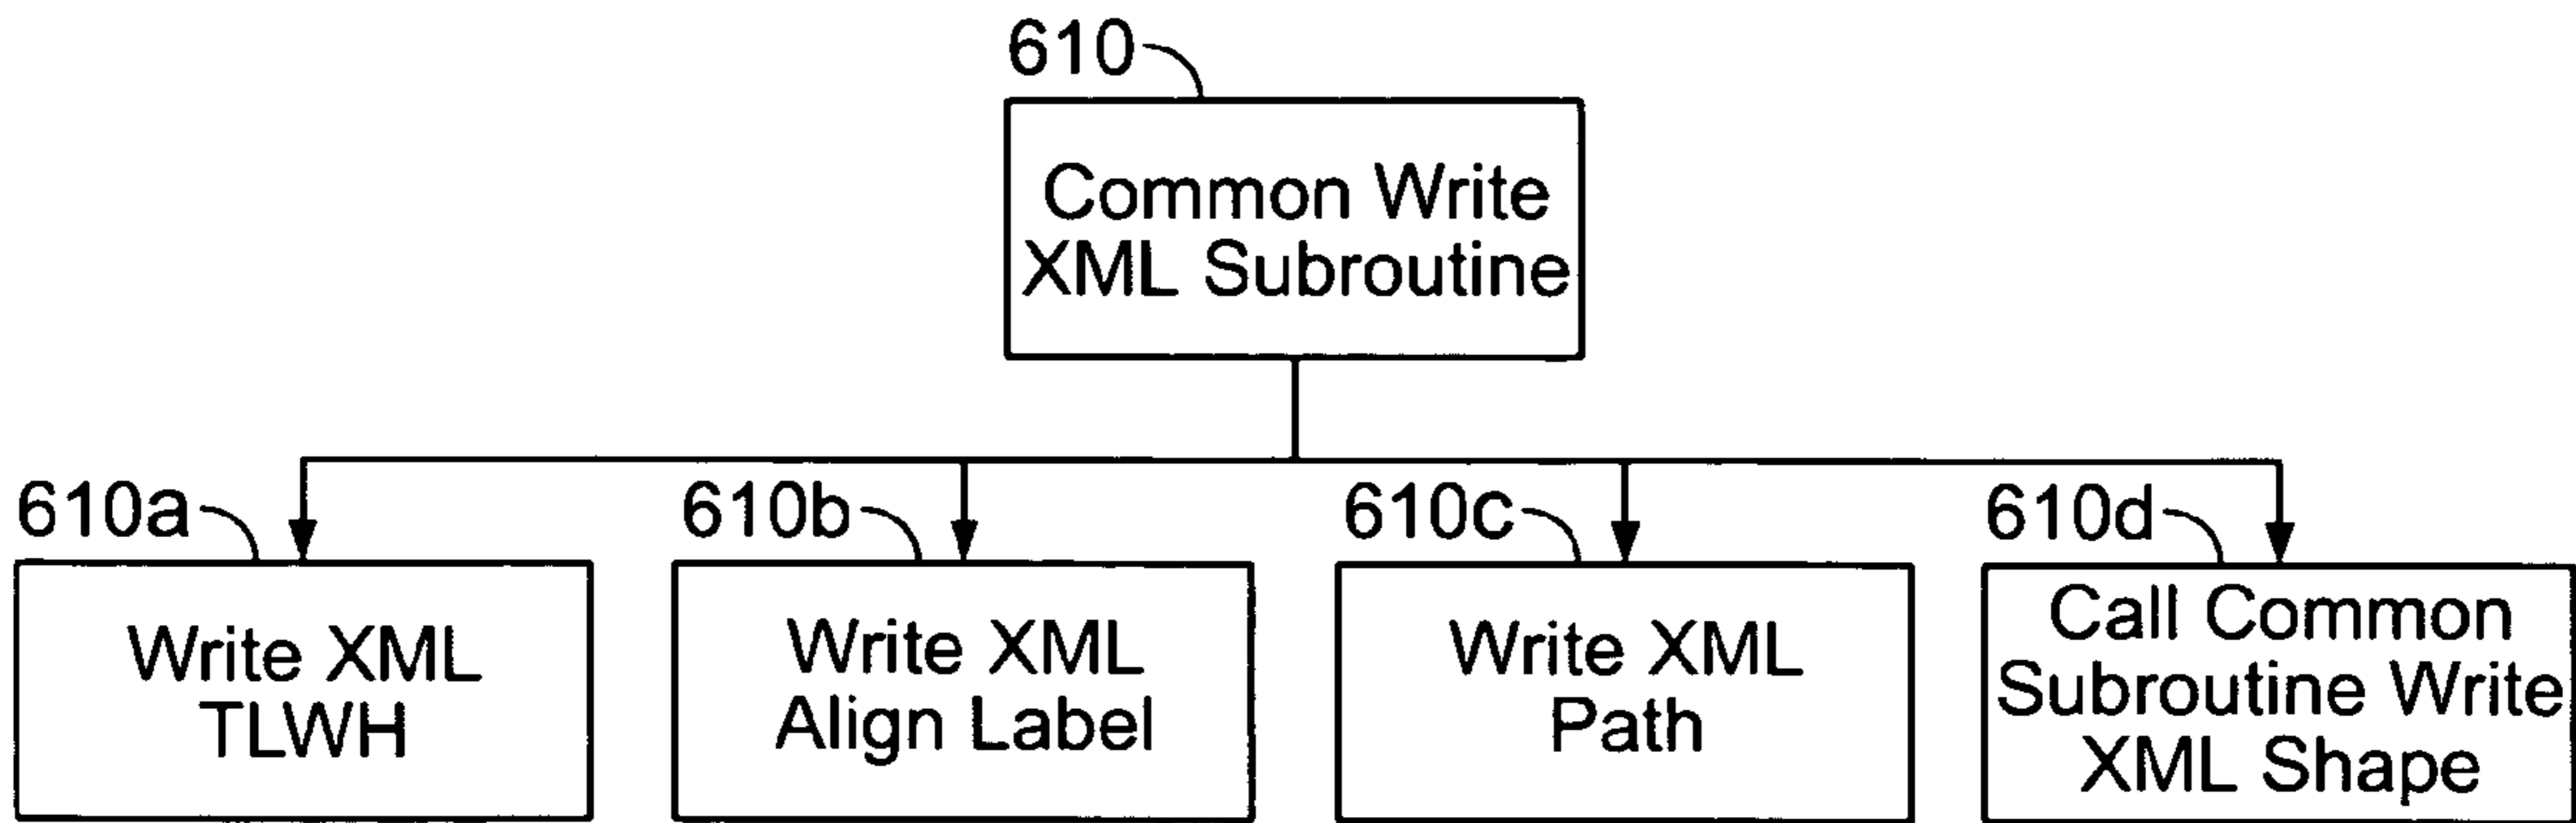 610
Common Write
XML Subroutine
610a
Write XML
TLWH
610b
Write XML
Align Label
610c
Write XML
Path
610d
Call Common
Subroutine Write
XML Shape